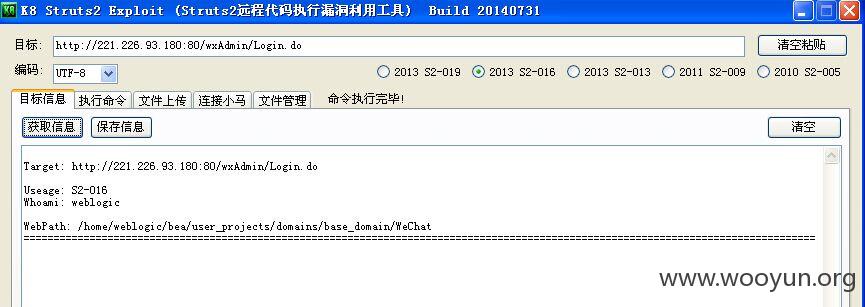 K8 Struts2 Exploit (Struts2远程代码执行漏洞利用工具) Build 20140731
目标: http://221.226.93.180:80/wxAdmin/Login.do 清空粘贴
编码: UTF-8 2013 S2-019 2013 S2-016 2013 S2-013 2011 S2-009 2010 S2-005
目标信息 执行命令 文件上传 连接小马 文件管理 命令执行完毕!
获取信息 保存信息 清空
Target: http://221.226.93.180:80/wxAdmin/Login.do
Useage: S2-016
Whoami: weblogic
WebPath: /home/weblogic/bea/user_projects/domains/base_domain/WeChat
www.wooyun.org